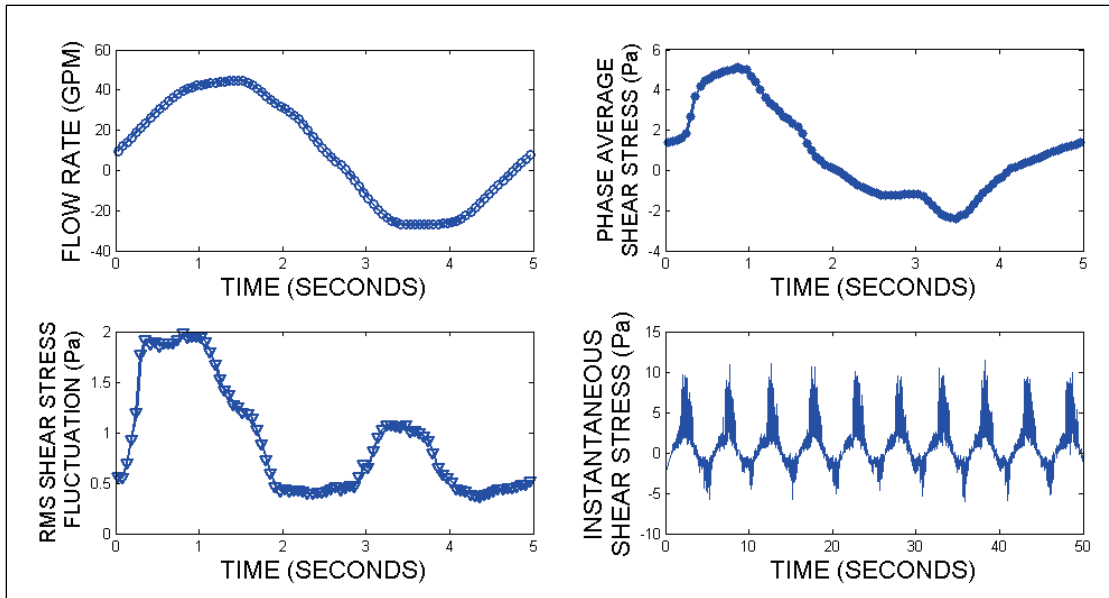 FLOW RATE (GPM)
60
40
20
0
-20
-40
0 1 2 3 4 5
TIME (SECONDS)
PHASE AVERAGE
SHEAR STRESS (Pa)
6
4
2
0
-2
-4
0 1 2 3 4 5
TIME (SECONDS)
RMS SHEAR STRESS
FLUCTUATION (Pa)
2
1.5
1
0.5
0
0 1 2 3 4 5
TIME (SECONDS)
INSTANTANEOUS
SHEAR STRESS (Pa)
15
10
5
0
-5
-10
0 10 20 30 40 50
TIME (SECONDS)